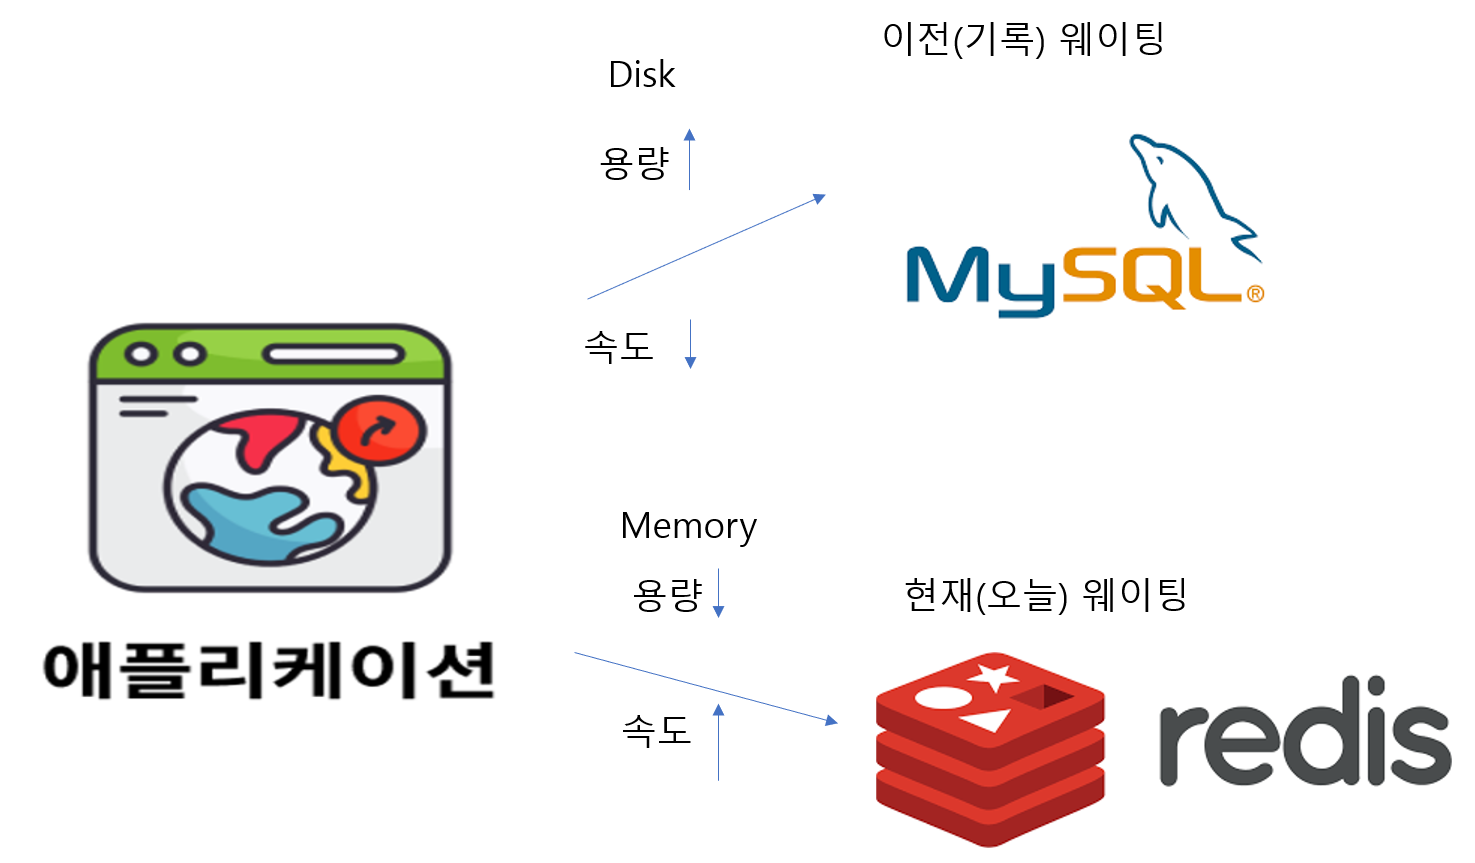 이전(기록) 웨이팅
Disk
용량
MySQL®
속도
애플리케이션
Memory
용량
현재(오늘) 웨이팅
속도
redis